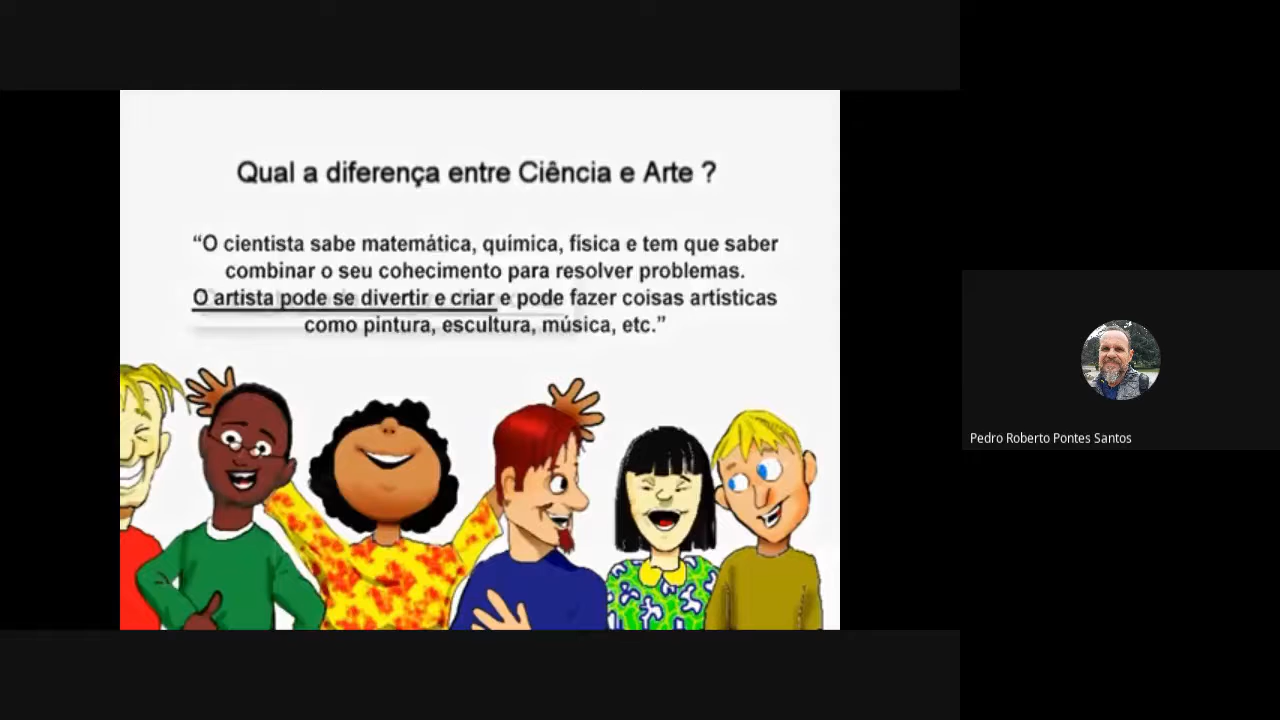 Qual a diferença entre Ciência e Arte ?
“O cientista sabe matemática, química, física e tem que saber
combinar o seu cohecimento para resolver problemas.
O artista pode se divertir e criar e pode fazer coisas artísticas
como pintura, escultura, música, etc.”
Pedro Roberto Pontes Santos